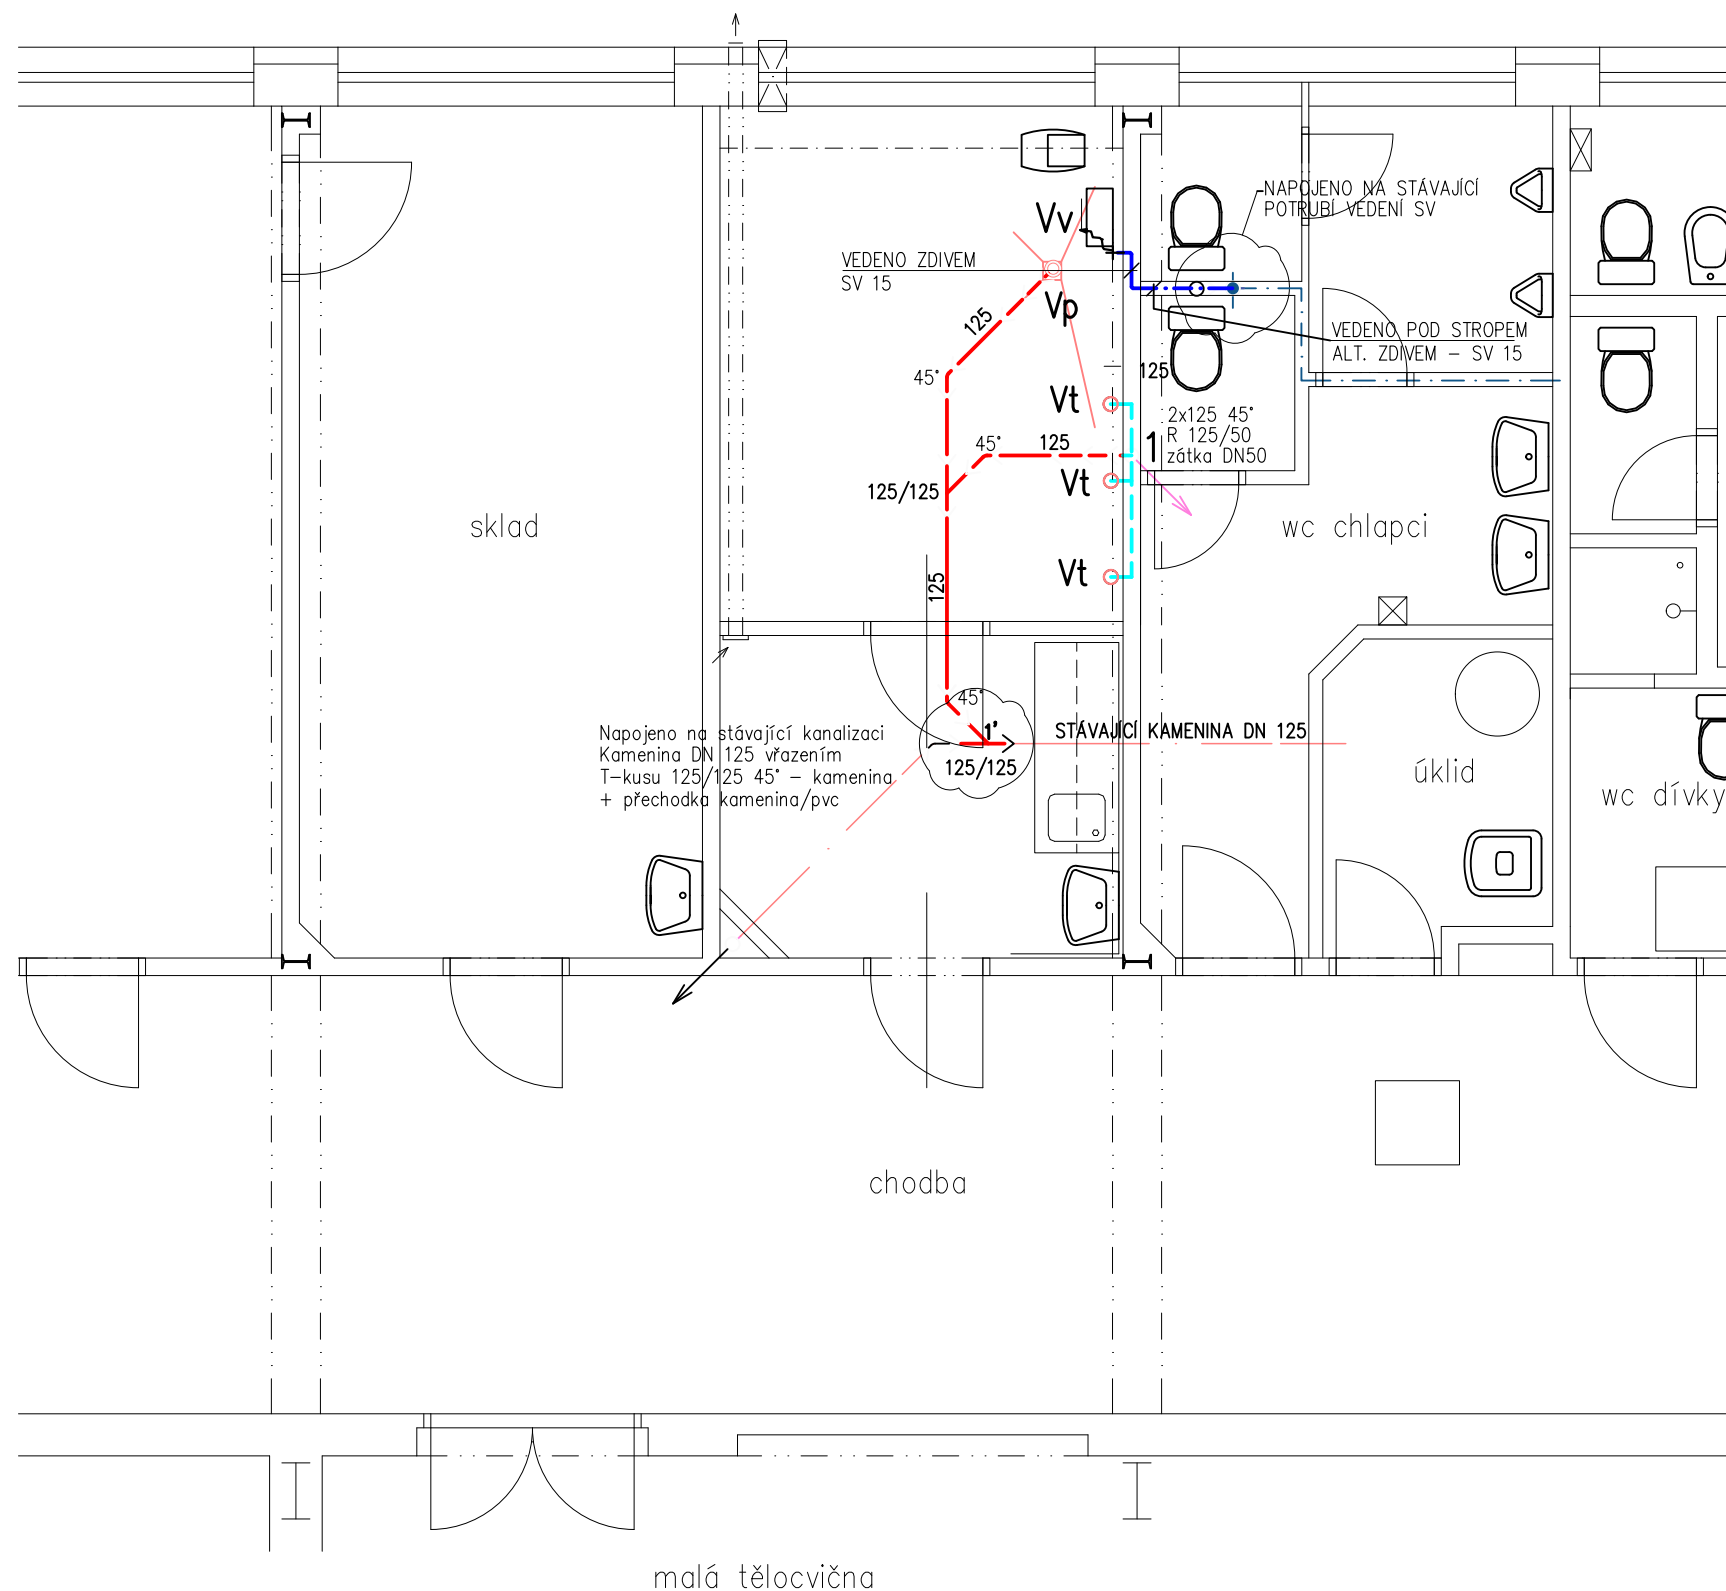 NAPOJENO NA STÁVAJÍCÍ
POTRUBÍ VEDENÍ SV
Vv
VEDENO ZDIVEM
SV 15
Vp
125
VEDENO POD STROPEM
ALT. ZDIVEM – SV 15
45°
125
Vt
2x125 45°
R 125/50
zátka DN50
1
45°
125
125/125
Vt
sklad
wc chlapci
Vt
125
45°
1'
STÁVAJÍCÍ KAMENINA DN 125
125/125
Napojeno na stávající kanalizaci
Kamenina DN 125 vřazením
T–kusu 125/125 45° – kamenina
+ přechodka kamenina/pvc
úklid
wc dívky
chodba
malá tělocvična